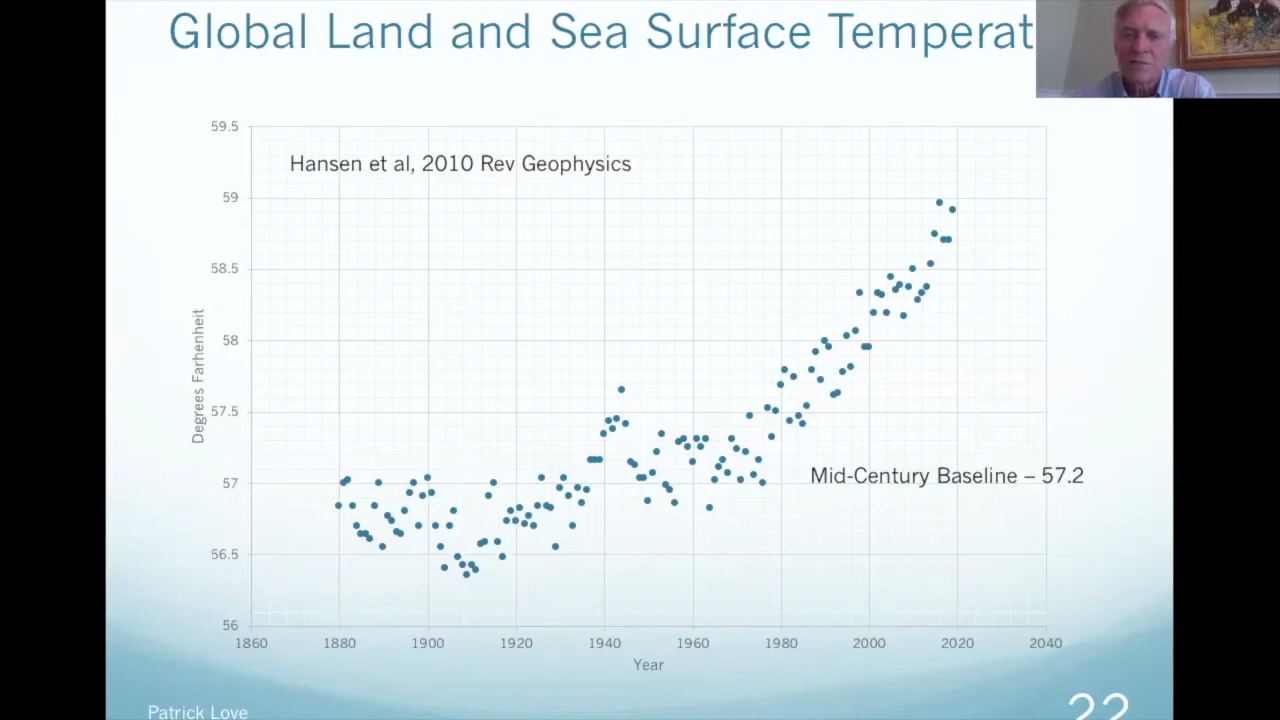 Global Land and Sea Surface Temperat
Hansen et al, 2010 Rev Geophysics
59.5
59
58.5
58
57.5
57
56.5
56
Degrees Farhenheit
Mid-Century Baseline – 57.2
1860 1880 1900 1920 1940 1960 1980 2000 2020 2040
Year
Patrick Love
22